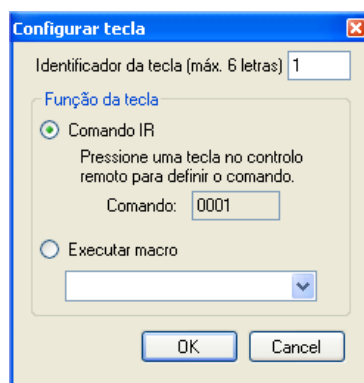 Configurar tecla
Identificador da tecla (máx. 6 letras) 1
Função da tecla
Comando IR
Pressione uma tecla no controlo
remoto para definir o comando.
Comando: 0001
Executar macro
OK Cancel